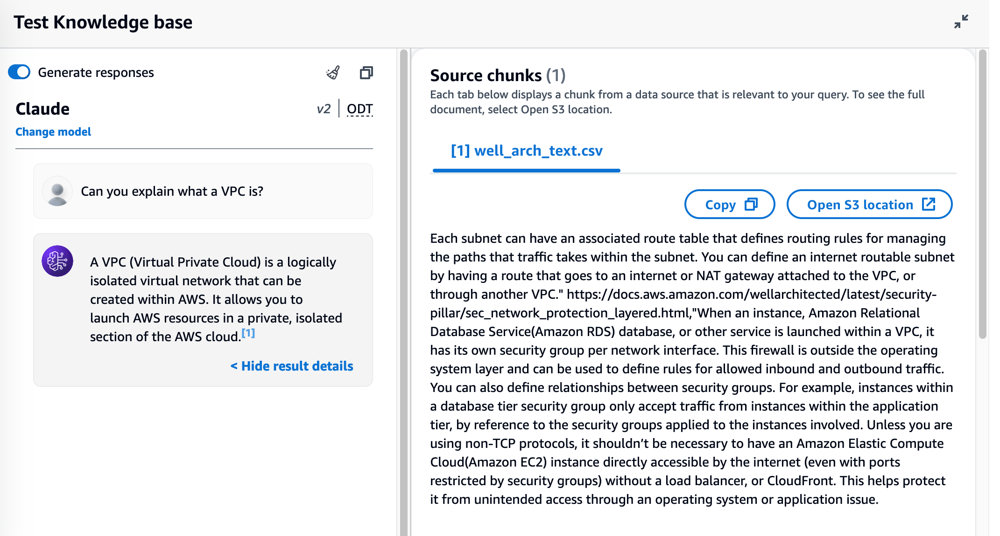 Test Knowledge base
Generate responses
Claude
v2
ODT
Change model
Can you explain what a VPC is?
A VPC (Virtual Private Cloud) is a logically
isolated virtual network that can be
created within AWS. It allows you to
launch AWS resources in a private, isolated
section of the AWS cloud.[1]
< Hide result details
Source chunks (1)
Each tab below displays a chunk from a data source that is relevant to your query. To see the full
document, select Open S3 location.
[1] well_arch_text.csv
Copy
Open S3 location
Each subnet can have an associated route table that defines routing rules for managing
the paths that traffic takes within the subnet. You can define an internet routable subnet
by having a route that goes to an internet or NAT gateway attached to the VPC, or
through another VPC." https://docs.aws.amazon.com/wellarchitected/latest/security-
pillar/sec_network_protection_layered.html,"When an instance, Amazon Relational
Database Service(Amazon RDS) database, or other service is launched within a VPC, it
has its own security group per network interface. This firewall is outside the operating
system layer and can be used to define rules for allowed inbound and outbound traffic.
You can also define relationships between security groups. For example, instances within
a database tier security group only accept traffic from instances within the application
tier, by reference to the security groups applied to the instances involved. Unless you are
using non-TCP protocols, it shouldn’t be necessary to have an Amazon Elastic Compute
Cloud(Amazon EC2) instance directly accessible by the internet (even with ports
restricted by security groups) without a load balancer, or CloudFront. This helps protect
it from unintended access through an operating system or application issue.